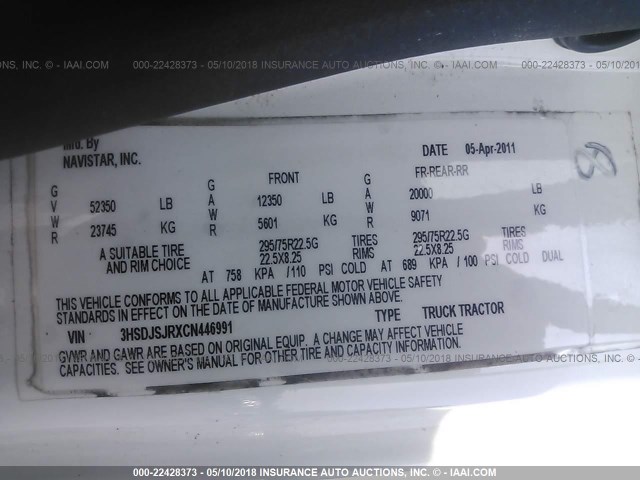 NC. - IAAI.COM 000-22428373 - 05/10/2018 INSURANCE AUTO AUCTIONS, INC. - IAAI.COM 000-22428373 - 05/10/2018
Mfd. By
NAVISTAR, INC.
DATE 05-Apr-2011
G V W R 52350 LB 23745 KG
FRONT
G A W R 12350 LB 5601 KG
FR-REAR-RR
G A W R 20000 LB 9071 KG
A SUITABLE TIRE AND RIM CHOICE
295/75R22.5G TIRES 295/75R22.5G TIRES
22.5X8.25 RIMS 22.5X8.25 RIMS
AT 758 KPA /110 PSI COLD AT 689 KPA / 100 PSI COLD DUAL
THIS VEHICLE CONFORMS TO ALL APPLICABLE FEDERAL MOTOR VEHICLE SAFETY
STANDARDS IN EFFECT ON THE DATE OF MANUFACTURE SHOWN ABOVE.
VIN 3HSDJSJRXCN446991 TYPE TRUCK TRACTOR
GVWR AND GAWR ARE BASED ON ORIGINAL EQUIP. A CHANGE MAY AFFECT THESE
CAPACITIES. SEE OWNER'S MANUAL FOR OTHER TIRE AND CAPACITY INFORMATION.
000-22428373 - 05/10/2018 INSURANCE AUTO AUCTIONS, INC. - IAAI.COM